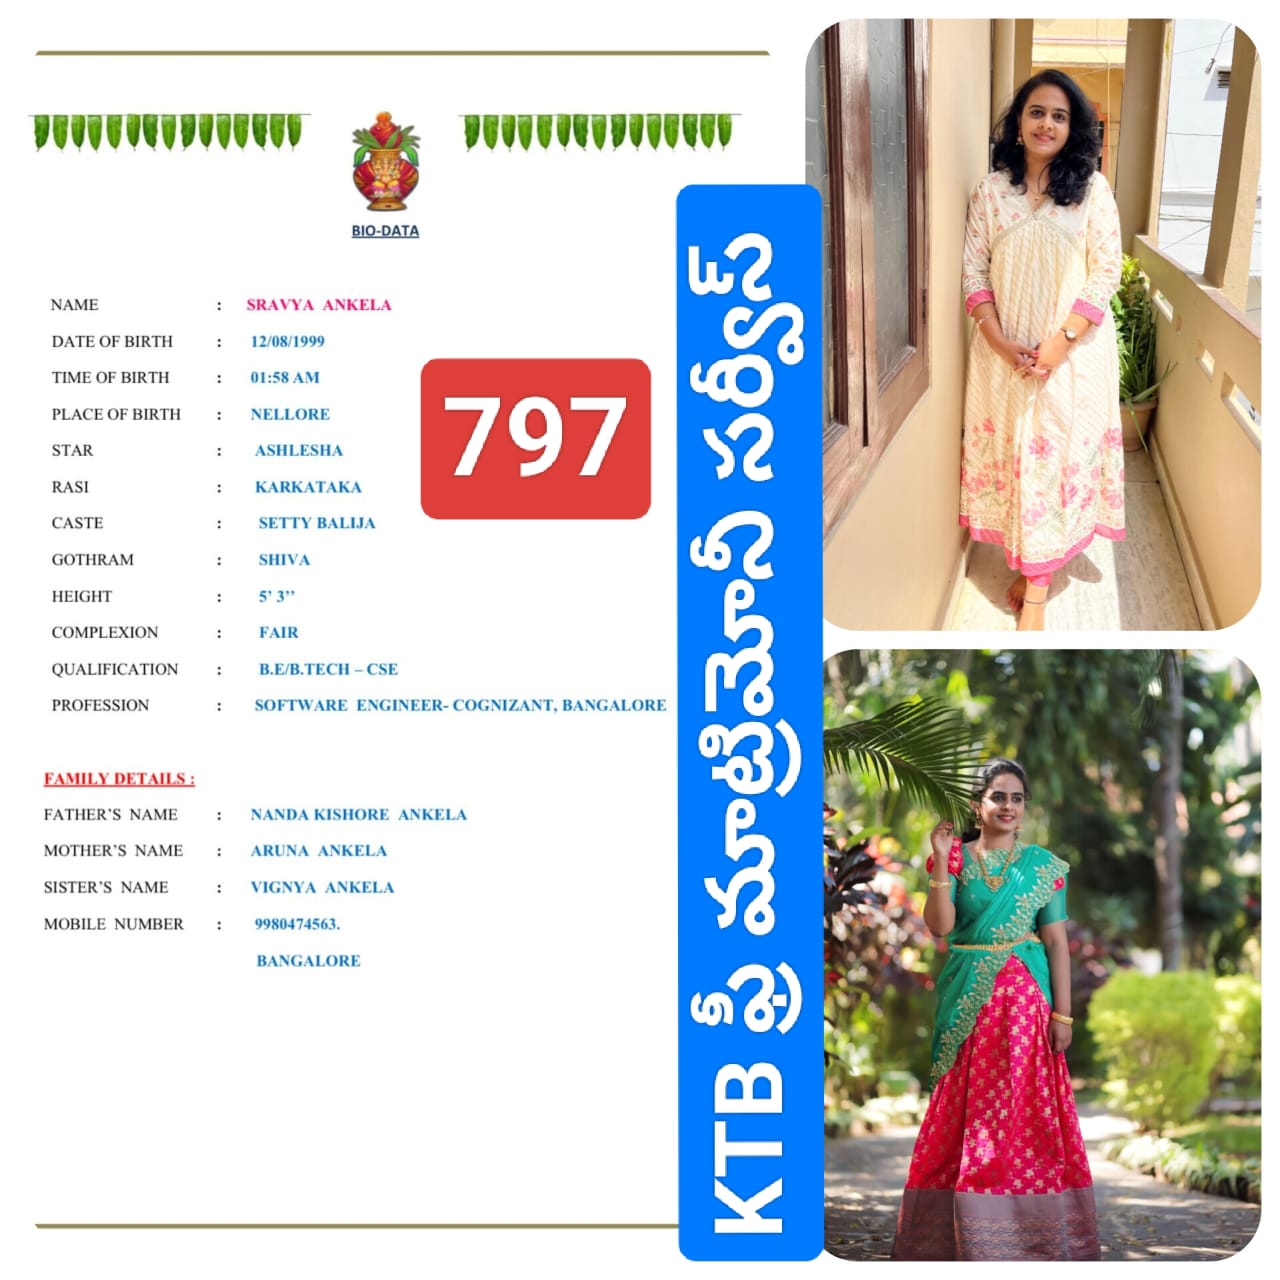 BIO-DATA
NAME : SRAVYA ANKELA
DATE OF BIRTH : 12/08/1999
TIME OF BIRTH : 01:58 AM
PLACE OF BIRTH : NELLORE
STAR : ASHLESHA
RASI : KARKATAKA
CASTE : SETTY BALIJA
GOTHRAM : SHIVA
HEIGHT : 5’ 3’’
COMPLEXION : FAIR
QUALIFICATION : B.E/B.TECH – CSE
PROFESSION : SOFTWARE ENGINEER- COGNIZANT, BANGALORE
797
FAMILY DETAILS :
FATHER’S NAME : NANDA KISHORE ANKELA
MOTHER’S NAME : ARUNA ANKELA
SISTER’S NAME : VIGNYA ANKELA
MOBILE NUMBER : 9980474563.
BANGALORE
KTB ఫ్రీ మాట్రిమోనీ సర్వీస్